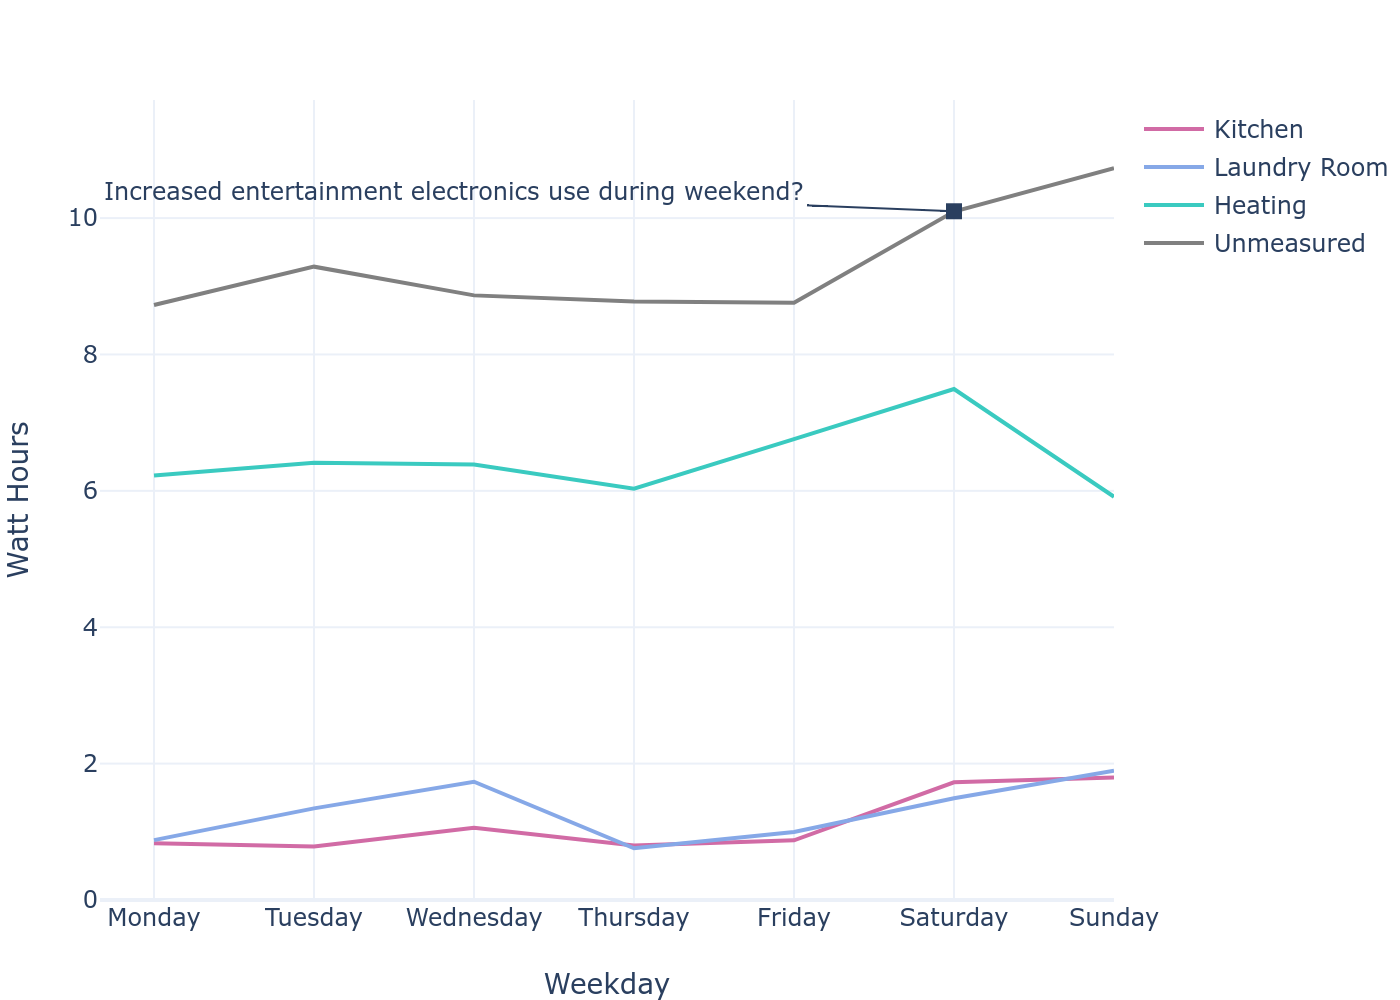 Increased entertainment electronics use during weekend?
Kitchen
Laundry Room
Heating
Unmeasured
Watt Hours
10
8
6
4
2
0
Monday Tuesday Wednesday Thursday Friday Saturday Sunday
Weekday